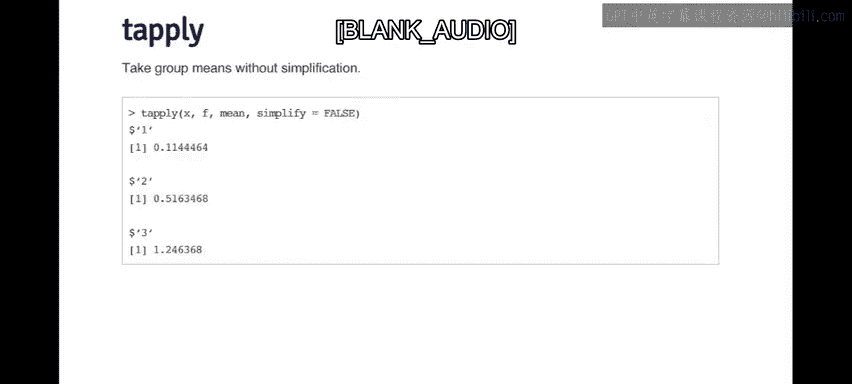 tapply
[BLANK_AUDIO]
Take group means without simplification.
> tapply(x, f, mean, simplify = FALSE)
$‘1‘
[1] 0.1144464
$‘2‘
[1] 0.5163468
$‘3‘
[1] 1.246368